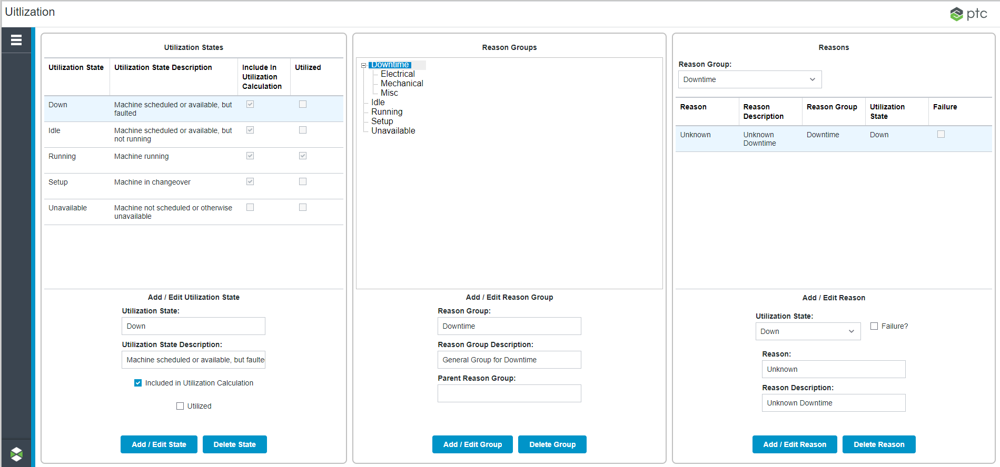 Uitlization
ptc
Utilization States
Utilization State
Utilization State Description
Include In
Utilization
Calculation
Utilized
Down
Machine scheduled or available, but
faulted
Idle
Machine scheduled or available, but
not running
Running
Machine running
Setup
Machine in changeover
Unavailable
Machine not scheduled or otherwise
unavailable
Add / Edit Utilization State
Utilization State:
Down
Utilization State Description:
Machine scheduled or available, but faulte
Included in Utilization Calculation
Utilized
Add / Edit State
Delete State
Reason Groups
Downtime
Electrical
Mechanical
Misc
Idle
Running
Setup
Unavailable
Add / Edit Reason Group
Reason Group:
Downtime
Reason Group Description:
General Group for Downtime
Parent Reason Group:
Add / Edit Group
Delete Group
Reasons
Reason Group:
Downtime
Reason
Reason
Description
Reason Group
Utilization
State
Failure
Unknown
Unknown
Downtime
Downtime
Down
Add / Edit Reason
Utilization State:
Down
Failure?
Reason:
Unknown
Reason Description:
Unknown Downtime
Add / Edit Reason
Delete Reason